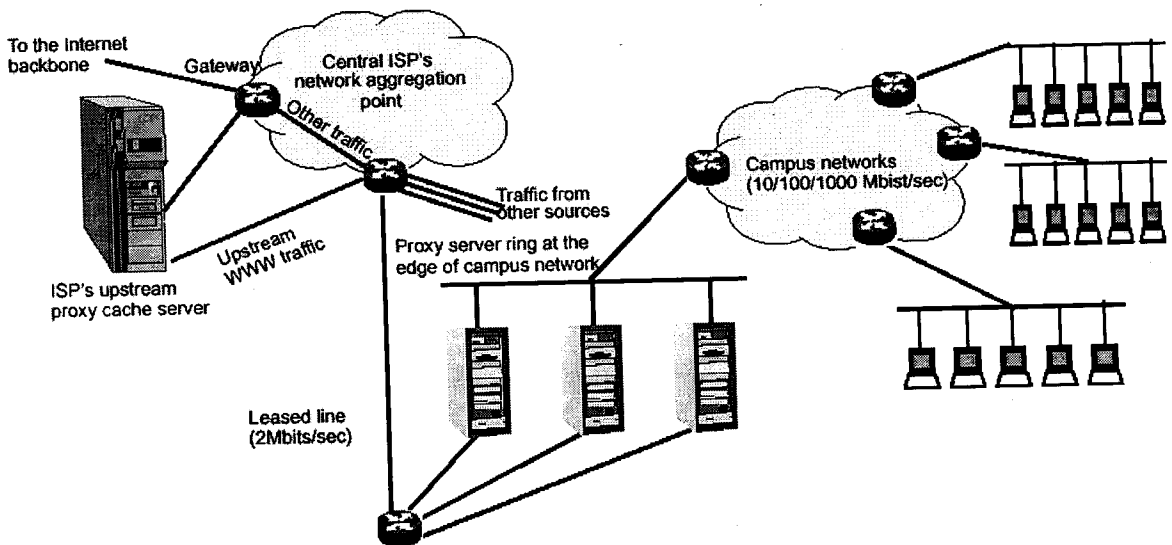 To the Internet
backbone
Gateway
Central ISP's
network aggregation
point
Other traffic
Traffic from
other sources
Upstream
WWW traffic
ISP's upstream
proxy cache server
Proxy server ring at the
edge of campus network
Leased line
(2Mbits/sec)
Campus networks
(10/100/1000 Mbist/sec)